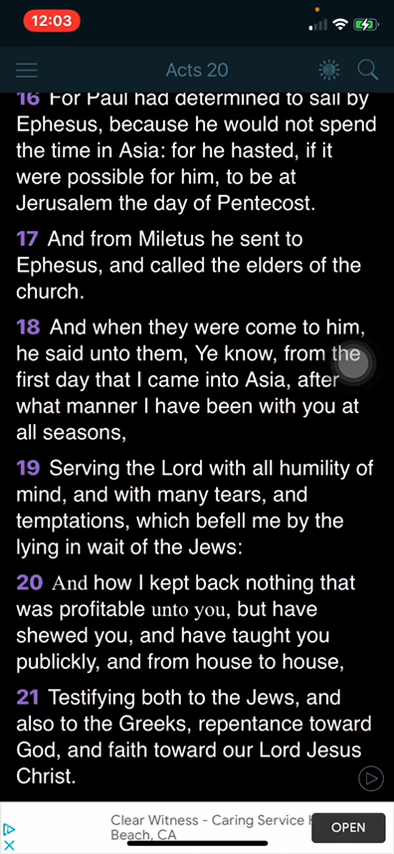 12:03
Acts 20
16 For Paul had determined to sail by
Ephesus, because he would not spend
the time in Asia: for he hasted, if it
were possible for him, to be at
Jerusalem the day of Pentecost.
17 And from Miletus he sent to
Ephesus, and called the elders of the
church.
18 And when they were come to him,
he said unto them, Ye know, from the
first day that I came into Asia, after
what manner I have been with you at
all seasons,
19 Serving the Lord with all humility of
mind, and with many tears, and
temptations, which befell me by the
lying in wait of the Jews:
20 And how I kept back nothing that
was profitable unto you, but have
shewed you, and have taught you
publickly, and from house to house,
21 Testifying both to the Jews, and
also to the Greeks, repentance toward
God, and faith toward our Lord Jesus
Christ.
Clear Witness - Caring Service
Beach, CA
OPEN